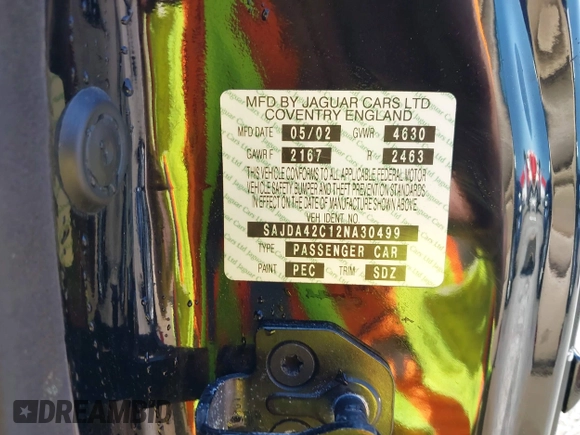 MFD BY JAGUAR CARS LTD
COVENTRY ENGLAND
MFD DATE 05/02 GVWR 4630
GAWR F 2167 R 2463
THIS VEHICLE CONFORMS TO ALL APPLICABLE FEDERAL MOTOR
VEHICLE SAFETY BUMPER AND THEFT PREVENTION STANDARDS
IN EFFECT ON THE DATE OF MANUFACTURE SHOWN ABOVE.
VEH. IDENT. NO
SAJDA42C12NA30499
TYPE: PASSENGER CAR
PAINT PEC TRIM SDZ
DREAMBID